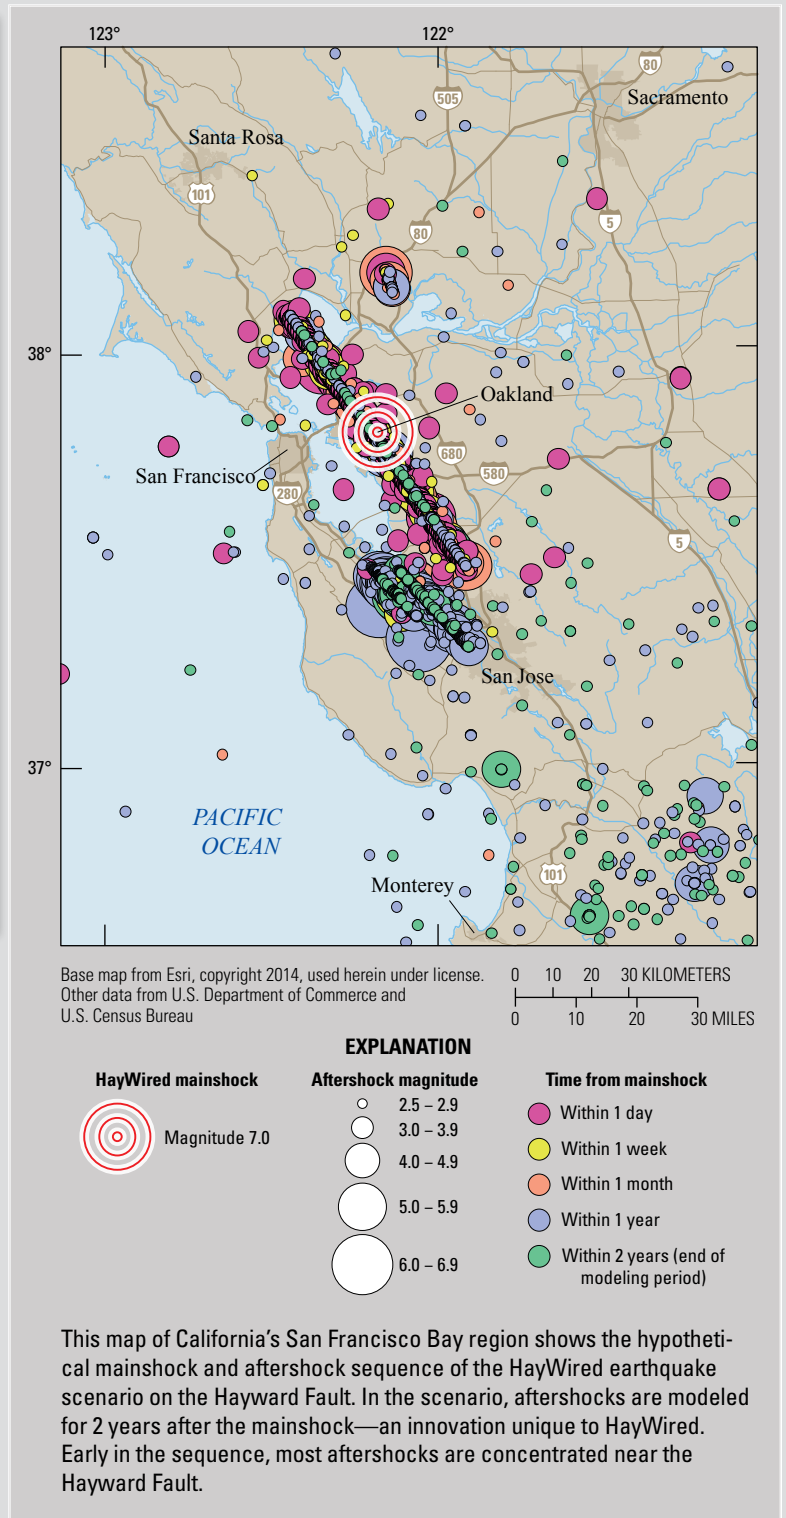 123°
122°
80
Sacramento
505
Santa Rosa
101
5
80
38°
Oakland
680
San Francisco
580
280
5
San Jose
37°
PACIFIC
OCEAN
101
Monterey
Base map from Esri, copyright 2014, used herein under license.
Other data from U.S. Department of Commerce and
U.S. Census Bureau
0 10 20 30 KILOMETERS
0 10 20 30 MILES
EXPLANATION
HayWired mainshock
Magnitude 7.0
Aftershock magnitude
2.5 – 2.9
3.0 – 3.9
4.0 – 4.9
5.0 – 5.9
6.0 – 6.9
Time from mainshock
Within 1 day
Within 1 week
Within 1 month
Within 1 year
Within 2 years (end of
modeling period)
This map of California’s San Francisco Bay region shows the hypotheti-
cal mainshock and aftershock sequence of the HayWired earthquake
scenario on the Hayward Fault. In the scenario, aftershocks are modeled
for 2 years after the mainshock—an innovation unique to HayWired.
Early in the sequence, most aftershocks are concentrated near the
Hayward Fault.